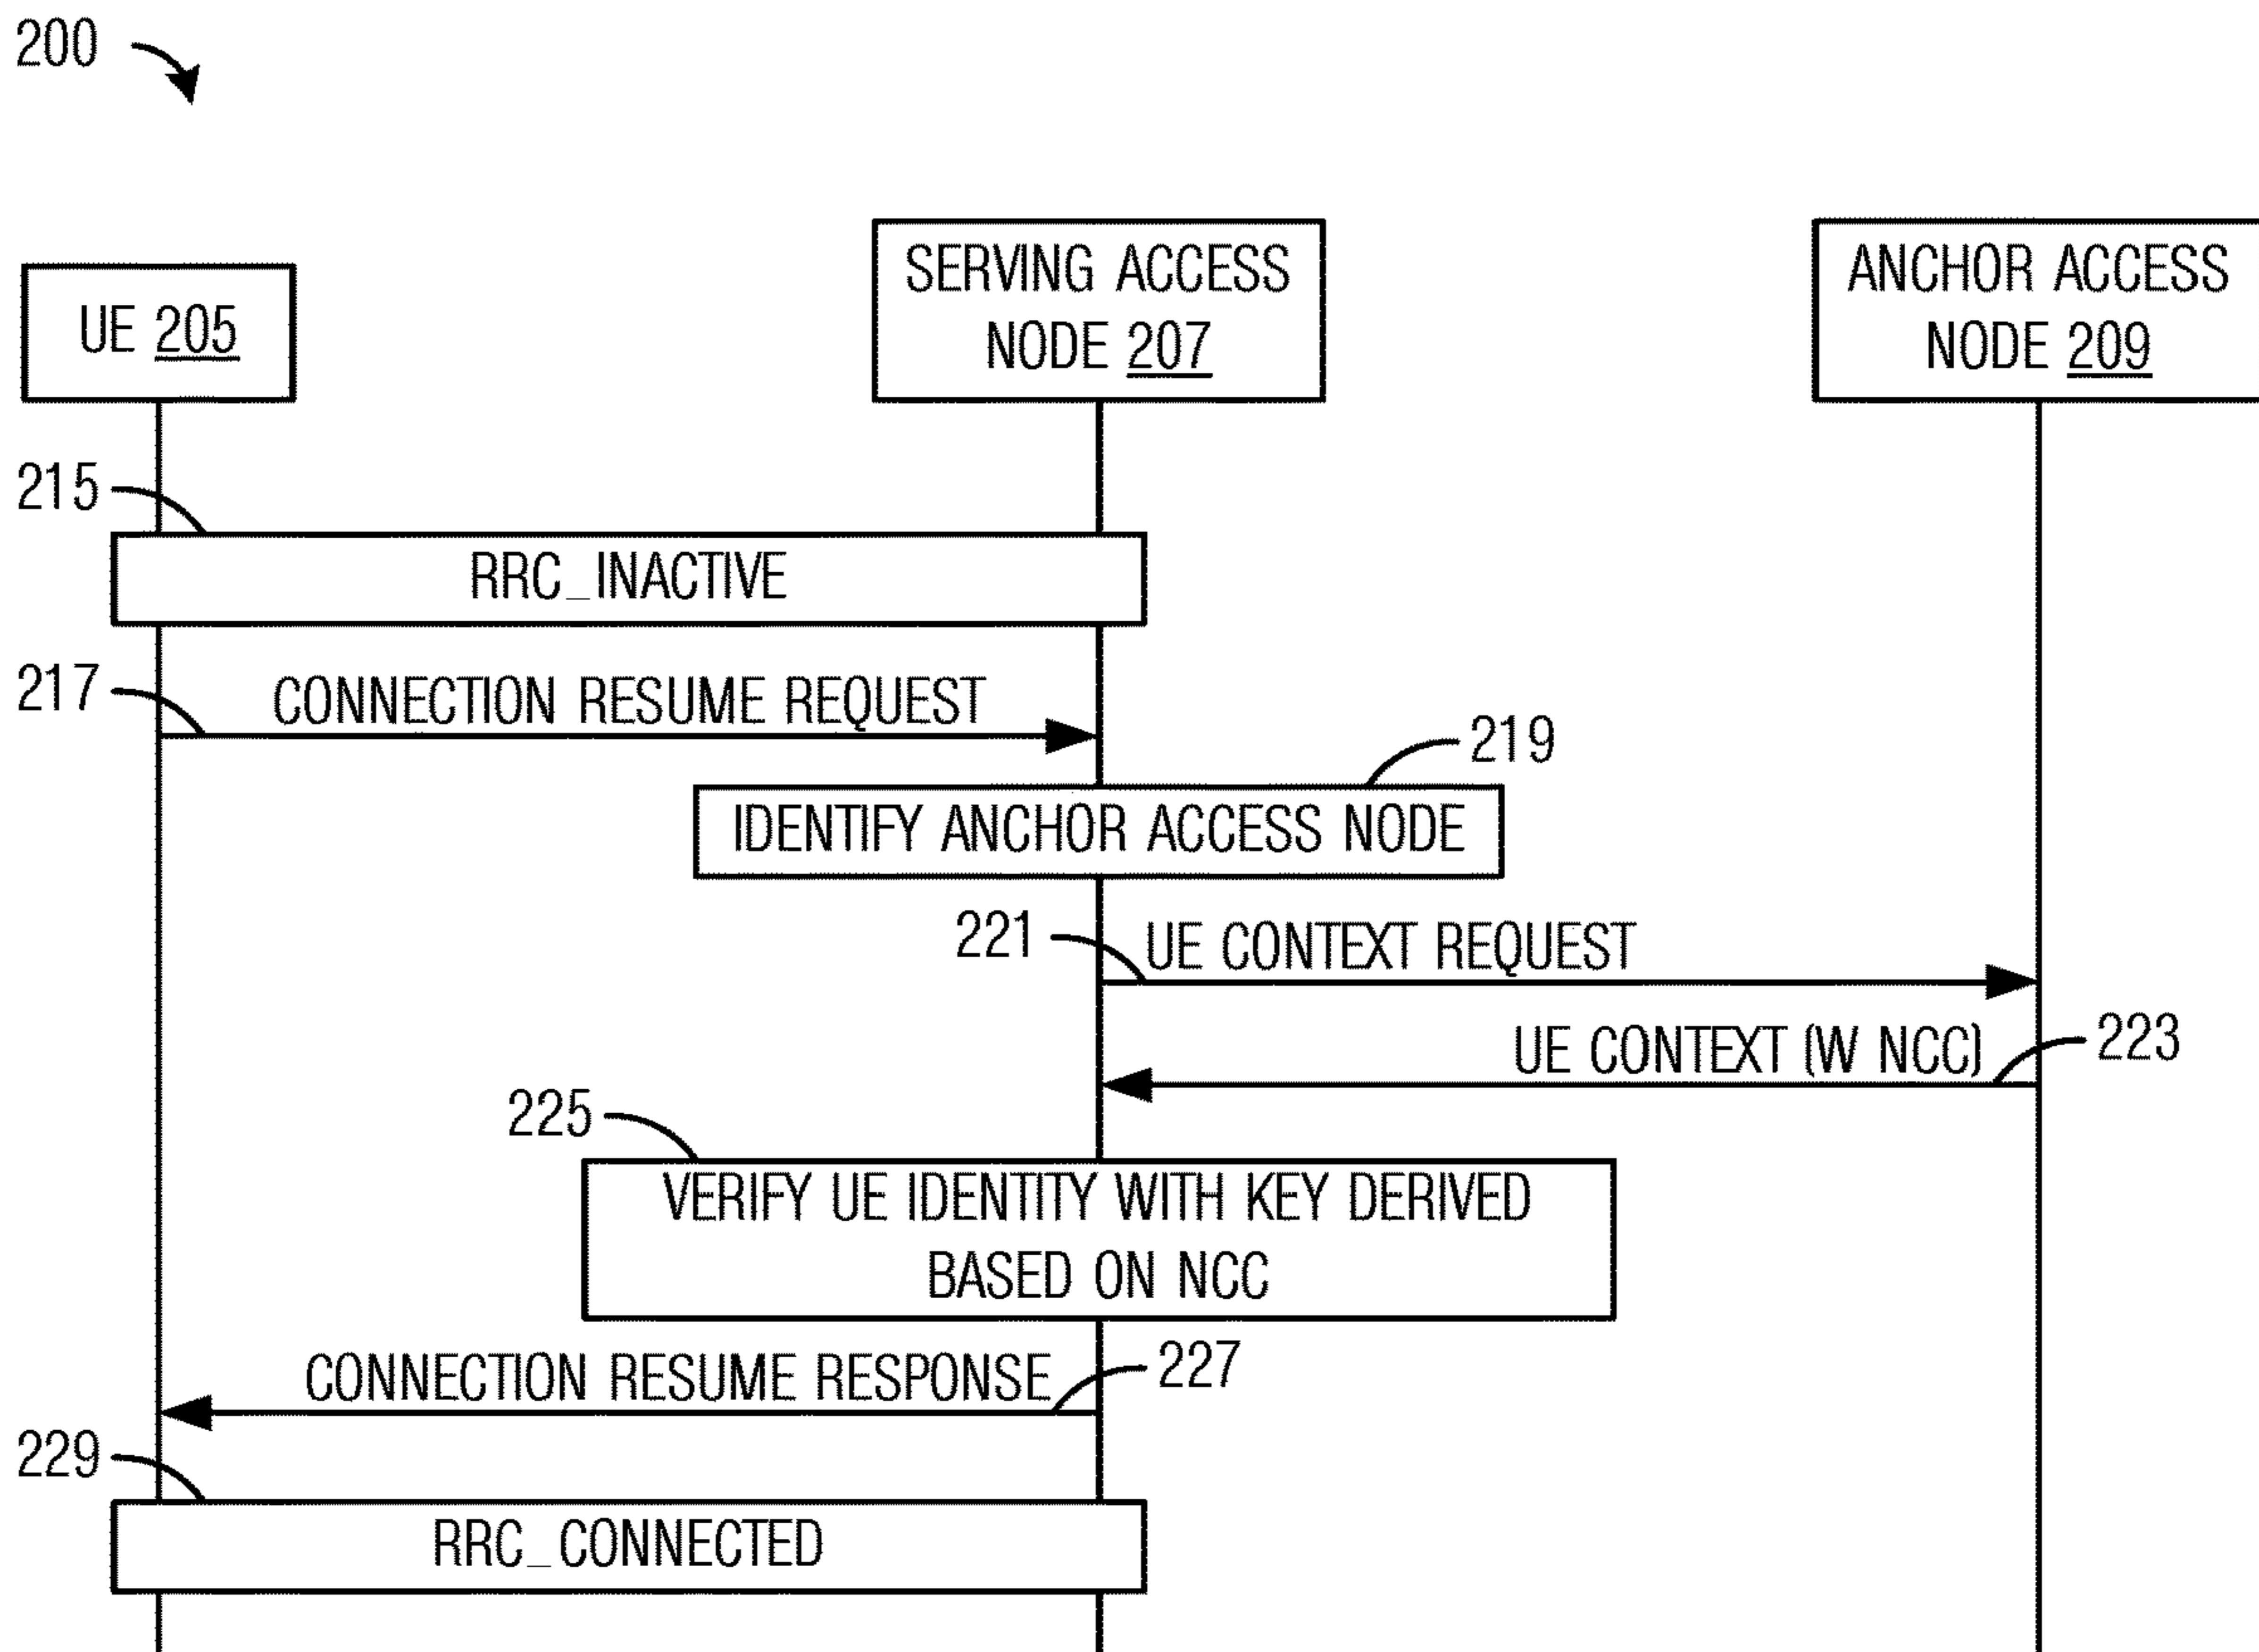 200
UE 205
SERVING ACCESS
NODE 207
ANCHOR ACCESS
NODE 209
215
RRC_INACTIVE
217
CONNECTION RESUME REQUEST
219
IDENTIFY ANCHOR ACCESS NODE
221
UE CONTEXT REQUEST
UE CONTEXT (W NCC)
223
225
VERIFY UE IDENTITY WITH KEY DERIVED
BASED ON NCC
CONNECTION RESUME RESPONSE
227
229
RRC_CONNECTED